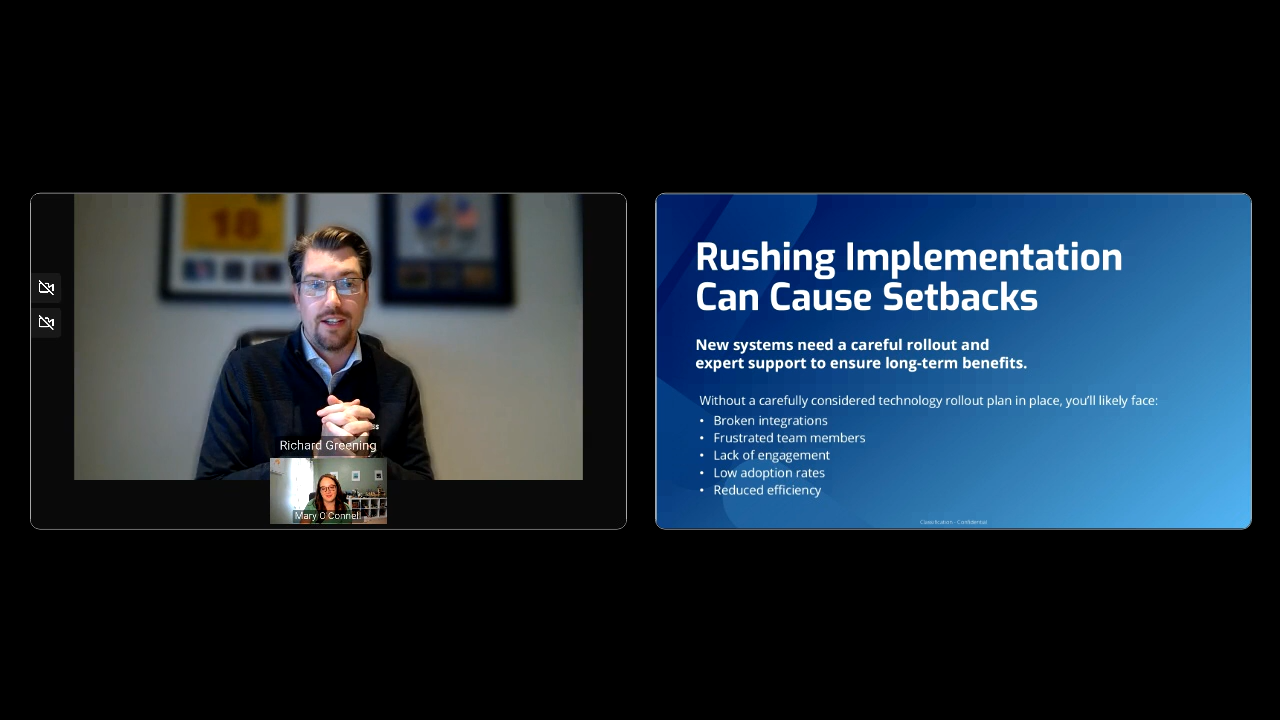 18
Richard Greening
Mary O Connell
Rushing Implementation
Can Cause Setbacks
New systems need a careful rollout and
expert support to ensure long-term benefits.
Without a carefully considered technology rollout plan in place, you'll likely face:
• Broken integrations
• Frustrated team members
• Lack of engagement
• Low adoption rates
• Reduced efficiency
Classification - Confidential